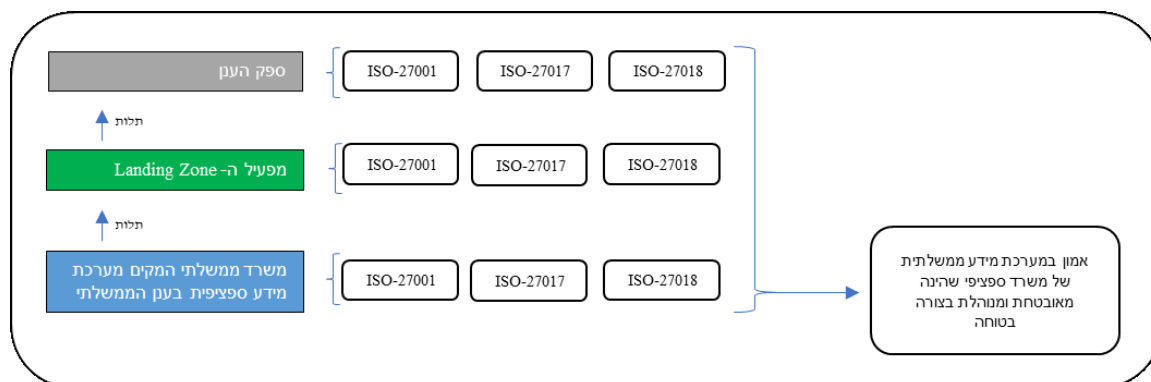 ספק הענן
ISO-27001
ISO-27017
ISO-27018
תלות
מפעיל ה- Landing Zone
ISO-27001
ISO-27017
ISO-27018
תלות
משרד ממשלתי המקים מערכת
מידע ספציפית בענן הממשלתי
ISO-27001
ISO-27017
ISO-27018
אמון במערכת מידע ממשלתית
של משרד ספציפי שהינה
מאובטחת ומנוהלת בצורה
בטוחה